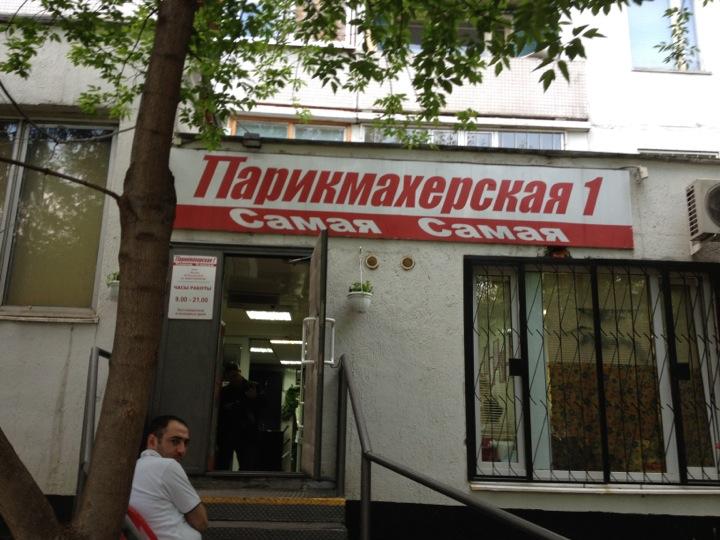 Парикмахерская 1
Самая Самая
Парикмахерская 1
ЧАСЫ РАБОТЫ
9.00 - 21.00